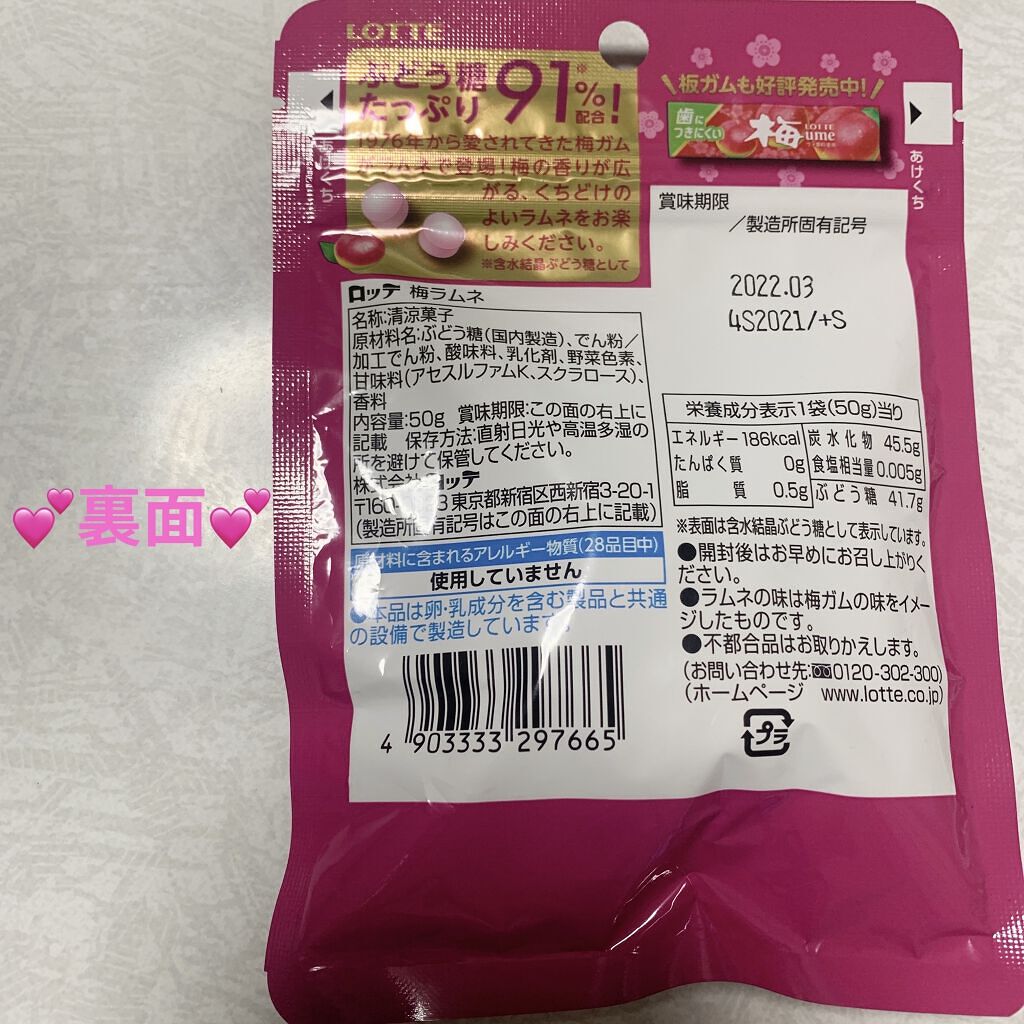 LOTTE
ぶどう糖
たっぷり
91※%!
配合!
1976年から愛されてきた梅ガム
がラムネで登場!梅の香りが広
がる、くちどけの
よいラムネをお楽
しみください。
※含水結晶ぶどう糖として
あけくち
\板ガムも好評発売中!/
歯に
つきにくい
梅
LOTTE
ume
あけくち
賞味期限
/製造所固有記号
2022.03
4S2021/+S
ロッテ 梅ラムネ
名称:清涼菓子
原材料名:ぶどう糖(国内製造)、でん粉/
加工でん粉、酸味料、乳化剤、野菜色素、
甘味料(アセスルファムK、スクラロース)、
香料
内容量:50g 賞味期限:この面の右上に
記載 保存方法:直射日光や高温多湿の
所を避けて保管してください。
株式会社ロッテ
東京都新宿区西新宿3-20-1
(製造所固有記号はこの面の右上に記載)
原材料に含まれるアレルギー物質(28品目中)
使用していません
●本品は卵・乳成分を含む製品と共通
の設備で製造しています。
4 903333 297665
栄養成分表示1袋(50g)当り
エネルギー 186kcal 炭水化物 45.5g
たんぱく質 0g 食塩相当量 0.005g
脂質 0.5g ぶどう糖 41.7g
※表面は含水結晶ぶどう糖として表示しています。
●開封後はお早めにお召し上がりく
ださい。
●ラムネの味は梅ガムの味をイメー
ジしたものです。
●不都合品はお取りかえします。
(お問い合わせ先:0120-302-300)
(ホームページ www.lotte.co.jp)
プラ
💕裏面💕